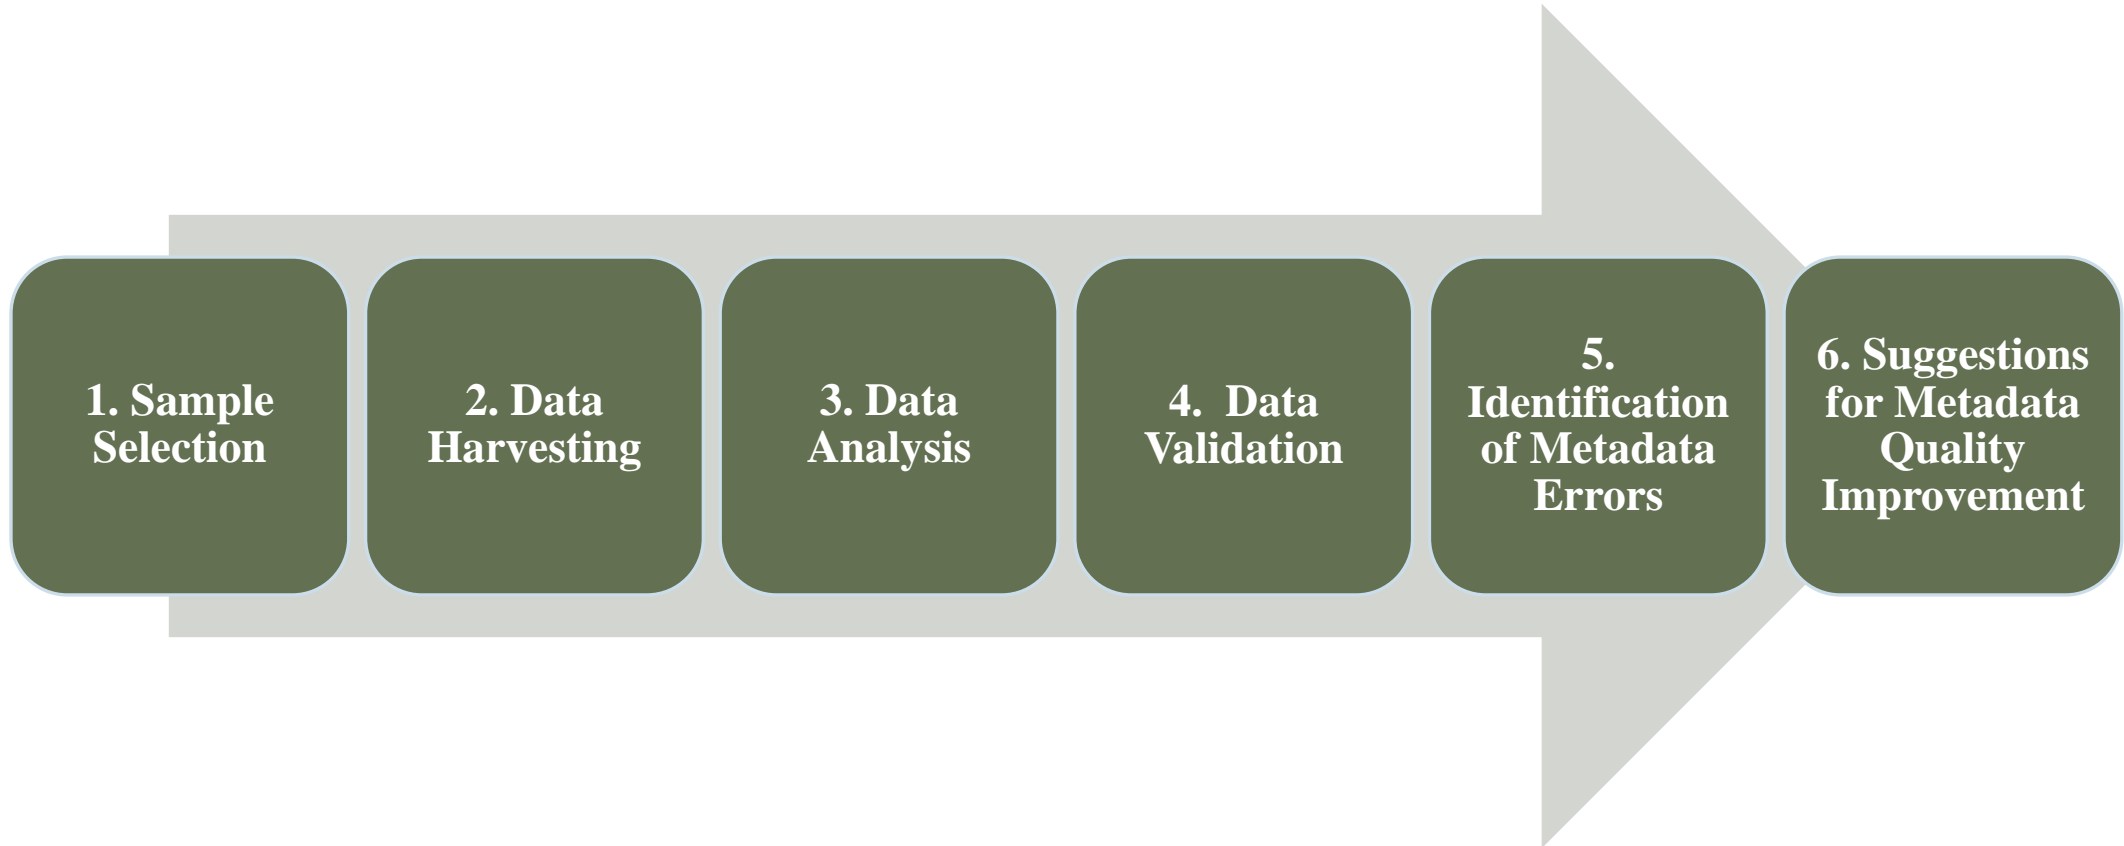 1. Sample
Selection
2. Data
Harvesting
3. Data
Analysis
4.  Data
Validation
5.
Identification
of Metadata
Errors
6. Suggestions
for Metadata
Quality
Improvement